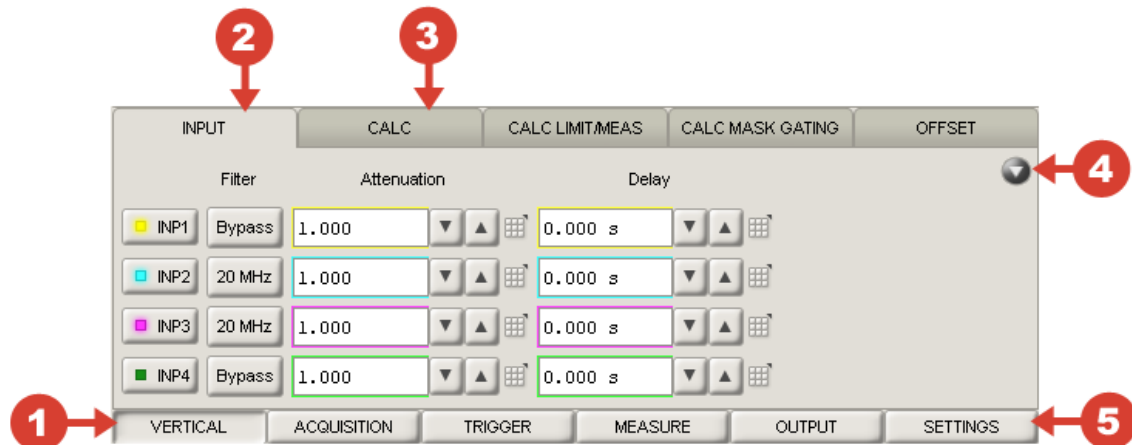 2
3
INPUT CALC CALC LIMIT/MEAS CALC MASK GATING OFFSET
4
Filter Attenuation Delay
INP1 Bypass 1.000 0.000 s
INP2 20 MHz 1.000 0.000 s
INP3 20 MHz 1.000 0.000 s
INP4 Bypass 1.000 0.000 s
1 VERTICAL ACQUISITION TRIGGER MEASURE OUTPUT SETTINGS 5